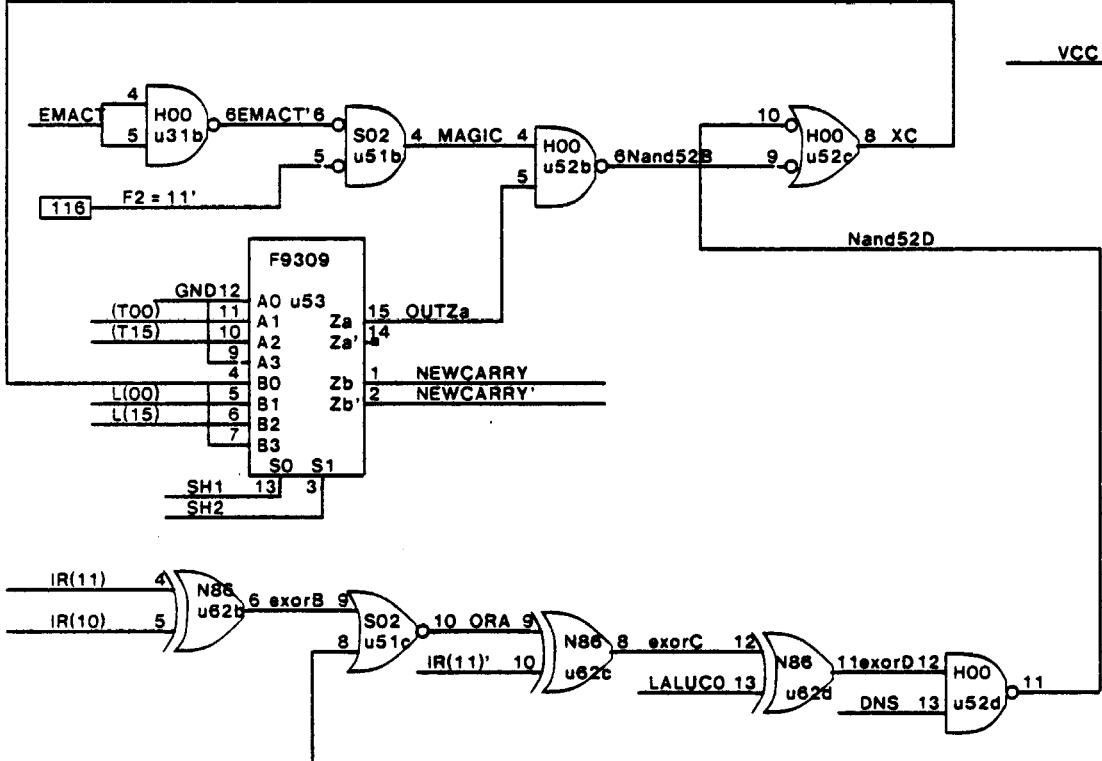 VCC
EMACT 4 H00 6EMACT'6 S02 4 MAGIC 4 H00 6Nand52B 10 H00 8 XC
5 u31b 5 u51b 5 u52b 9 u52c
116 F2 = 11'
Nand52D
F9309
GND12 A0 u53
(T00) 11 A1 Za 15 OUTZa
(T15) 10 A2 Za' 14
9 A3
4 B0 Zb 1 NEWCARRY
L(00) 5 B1 Zb' 2 NEWCARRY'
L(15) 6 B2
7 B3
S0 S1
SH1 13 3
SH2
IR(11) 4 N86
IR(10) 5 u62b 6 exorB 9 S02
8 u51c 10 ORA 9 N86
IR(11)' 10 u62c 8 exorC 12 N86
LALUC0 13 u62d 11exorD 12 H00
DNS 13 u52d 11